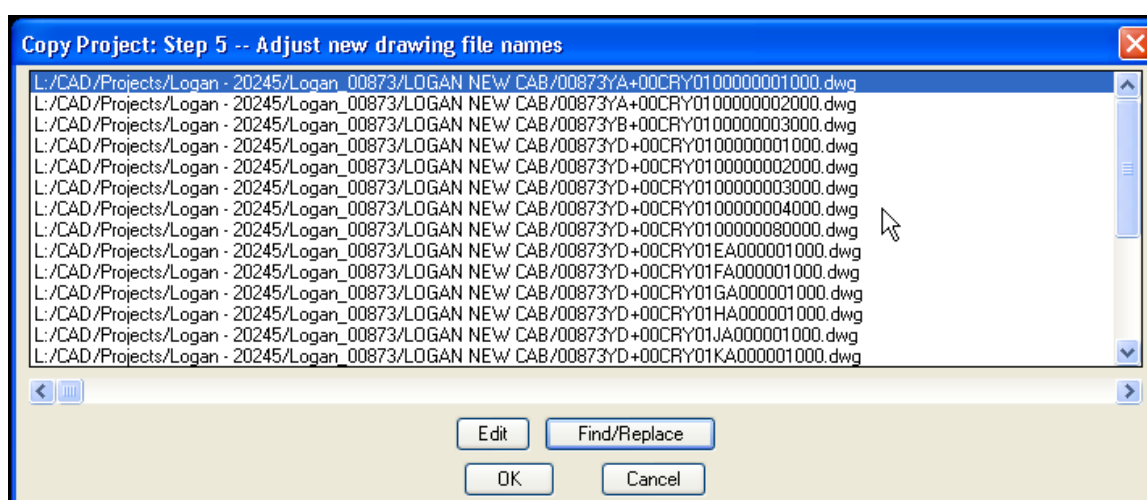 Copy Project: Step 5 -- Adjust new drawing file names
L:/CAD/Projects/Logan - 20245/Logan_00873/LOGAN NEW CAB/00873YA+00CRY0100000001000.dwg
L:/CAD/Projects/Logan - 20245/Logan_00873/LOGAN NEW CAB/00873YA+00CRY0100000002000.dwg
L:/CAD/Projects/Logan - 20245/Logan_00873/LOGAN NEW CAB/00873YB+00CRY0100000003000.dwg
L:/CAD/Projects/Logan - 20245/Logan_00873/LOGAN NEW CAB/00873YD+00CRY0100000001000.dwg
L:/CAD/Projects/Logan - 20245/Logan_00873/LOGAN NEW CAB/00873YD+00CRY0100000002000.dwg
L:/CAD/Projects/Logan - 20245/Logan_00873/LOGAN NEW CAB/00873YD+00CRY0100000003000.dwg
L:/CAD/Projects/Logan - 20245/Logan_00873/LOGAN NEW CAB/00873YD+00CRY0100000004000.dwg
L:/CAD/Projects/Logan - 20245/Logan_00873/LOGAN NEW CAB/00873YD+00CRY0100000080000.dwg
L:/CAD/Projects/Logan - 20245/Logan_00873/LOGAN NEW CAB/00873YD+00CRY01EA000001000.dwg
L:/CAD/Projects/Logan - 20245/Logan_00873/LOGAN NEW CAB/00873YD+00CRY01FA000001000.dwg
L:/CAD/Projects/Logan - 20245/Logan_00873/LOGAN NEW CAB/00873YD+00CRY01GA000001000.dwg
L:/CAD/Projects/Logan - 20245/Logan_00873/LOGAN NEW CAB/00873YD+00CRY01HA000001000.dwg
L:/CAD/Projects/Logan - 20245/Logan_00873/LOGAN NEW CAB/00873YD+00CRY01JA000001000.dwg
L:/CAD/Projects/Logan - 20245/Logan_00873/LOGAN NEW CAB/00873YD+00CRY01KA000001000.dwg
Edit Find/Replace
OK Cancel